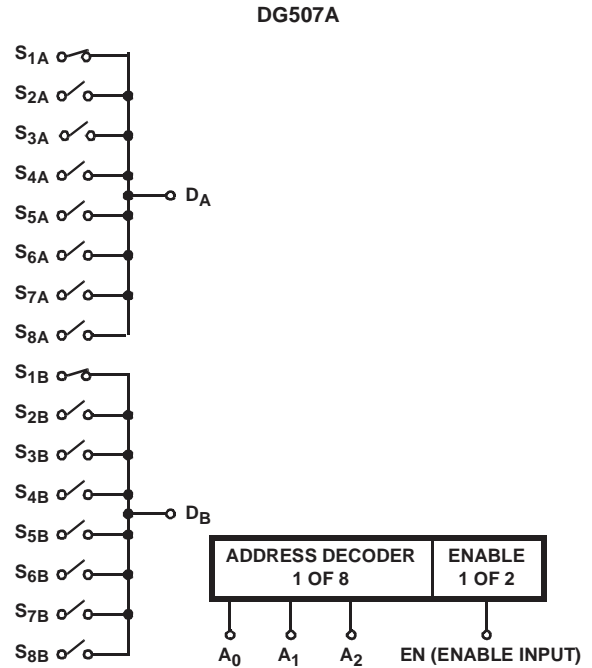 DG507A
S1A
S2A
S3A
S4A
DA
S5A
S6A
S7A
S8A
S1B
S2B
S3B
S4B
DB
S5B
S6B
S7B
S8B
ADDRESS DECODER
1 OF 8
ENABLE
1 OF 2
A0 A1 A2 EN (ENABLE INPUT)